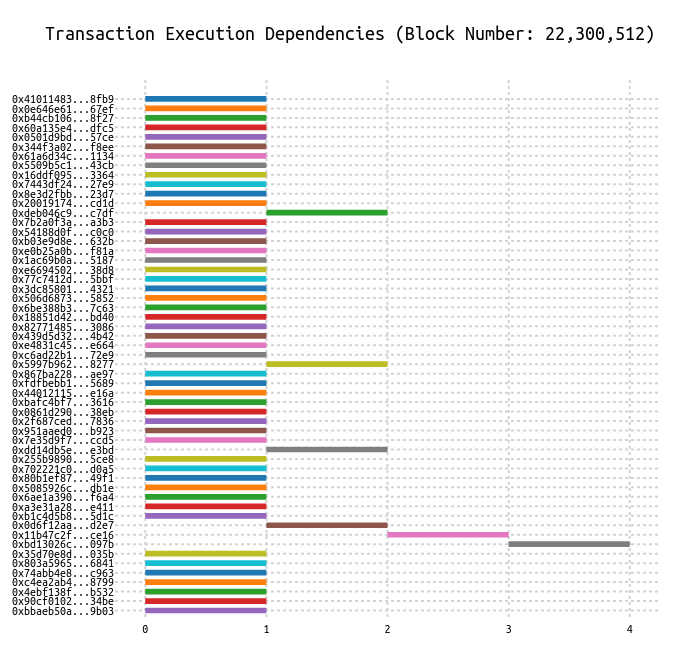 Transaction Execution Dependencies (Block Number: 22,300,512)
0x41011483...8fb9
0x0e646e61...67ef
0xb44cb106...8f27
0x60a135e4...dfc5
0x0501d9bd...57ce
0x344f3a02...f8ee
0x61a6d34c...1134
0x5509b5c1...43cb
0x16ddf095...3364
0x7443df24...27e9
0x8e3d2fbb...23d7
0x20019174...cd1d
0xdeb046c9...c7df
0x7b2a0f3a...a3b3
0x54188d0f...c0c0
0xb03e9d8e...632b
0xe0b25a0b...f81a
0x1ac69b0a...5187
0xe6694502...38d8
0x77c7412d...5bbf
0x3dc85801...4321
0x506d6873...5852
0x6be388b3...7c63
0x18851d42...bd40
0x82771485...3086
0x439d5d32...4b42
0xe4831c45...e664
0xc6ad22b1...72e9
0x5997b962...8277
0x867ba228...ae97
0xfdfbebb1...5689
0x44012115...e16a
0xbafc4bf7...3616
0x0861d290...38eb
0x2f687ced...7836
0x951aaed0...b923
0x7e35d9f7...ccd5
0xdd14db5e...e3bd
0x255b9890...5ce8
0x702221c0...d0a5
0x80b1ef87...49f1
0x5085926c...db1e
0x6ae1a390...f6a4
0xa3e31a28...e411
0xb1c4d5b8...5d1c
0x0d6f12aa...d2e7
0x11b47c2f...ce16
0xbd13026c...097b
0x35d70e8d...035b
0x803a5965...6841
0x74abb4e8...c963
0xc4ea2ab4...8799
0x4ebf138f...b532
0x90cf0102...34be
0xbbaeb50a...9b03
0 1 2 3 4